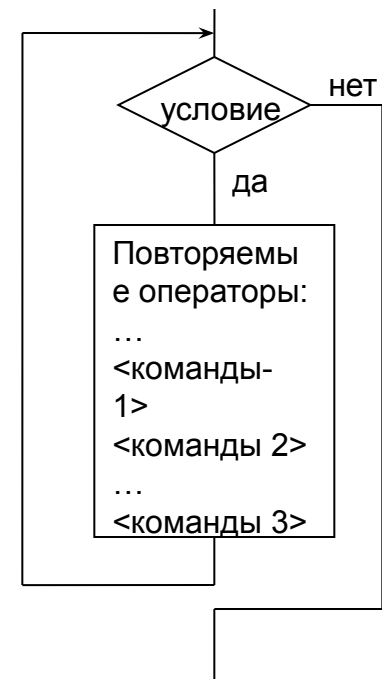 условие
нет
да
Повторяемы
е операторы:
…
<команды-
1>
<команды 2>
…
<команды 3>